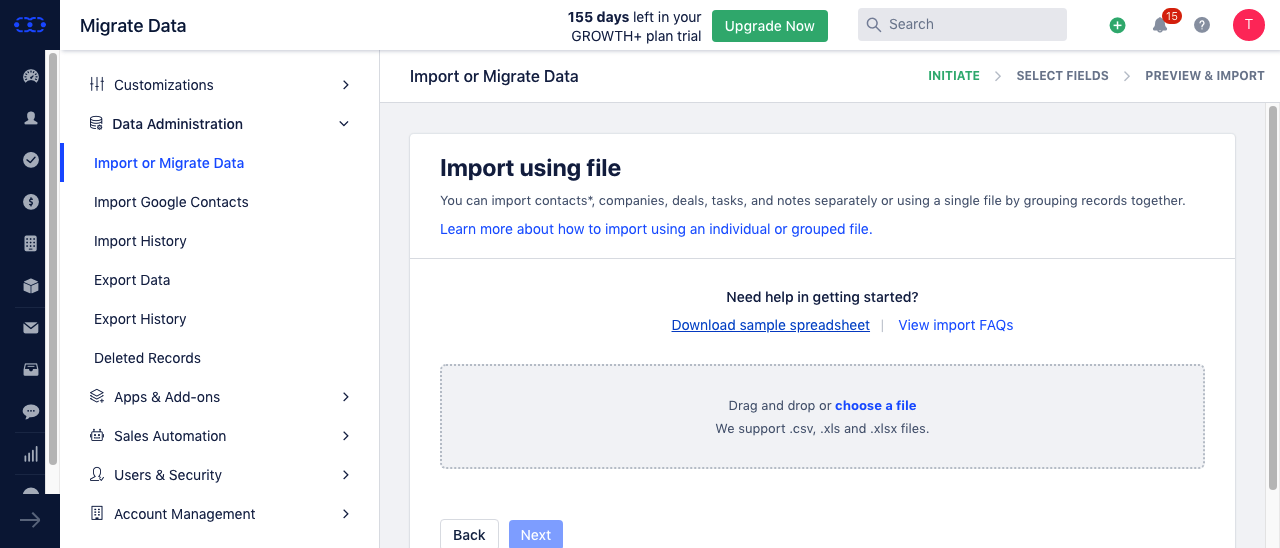 Migrate Data
155 days left in your
GROWTH+ plan trial
Upgrade Now
Search
15
T
Customizations
Data Administration
Import or Migrate Data
Import Google Contacts
Import History
Export Data
Export History
Deleted Records
Apps & Add-ons
Sales Automation
Users & Security
Account Management
Import or Migrate Data
INITIATE
SELECT FIELDS
PREVIEW & IMPORT
Import using file
You can import contacts*, companies, deals, tasks, and notes separately or using a single file by grouping records together.
Learn more about how to import using an individual or grouped file.
Need help in getting started?
Download sample spreadsheet | View import FAQs
Drag and drop or choose a file
We support .csv, .xls and .xlsx files.
Back
Next